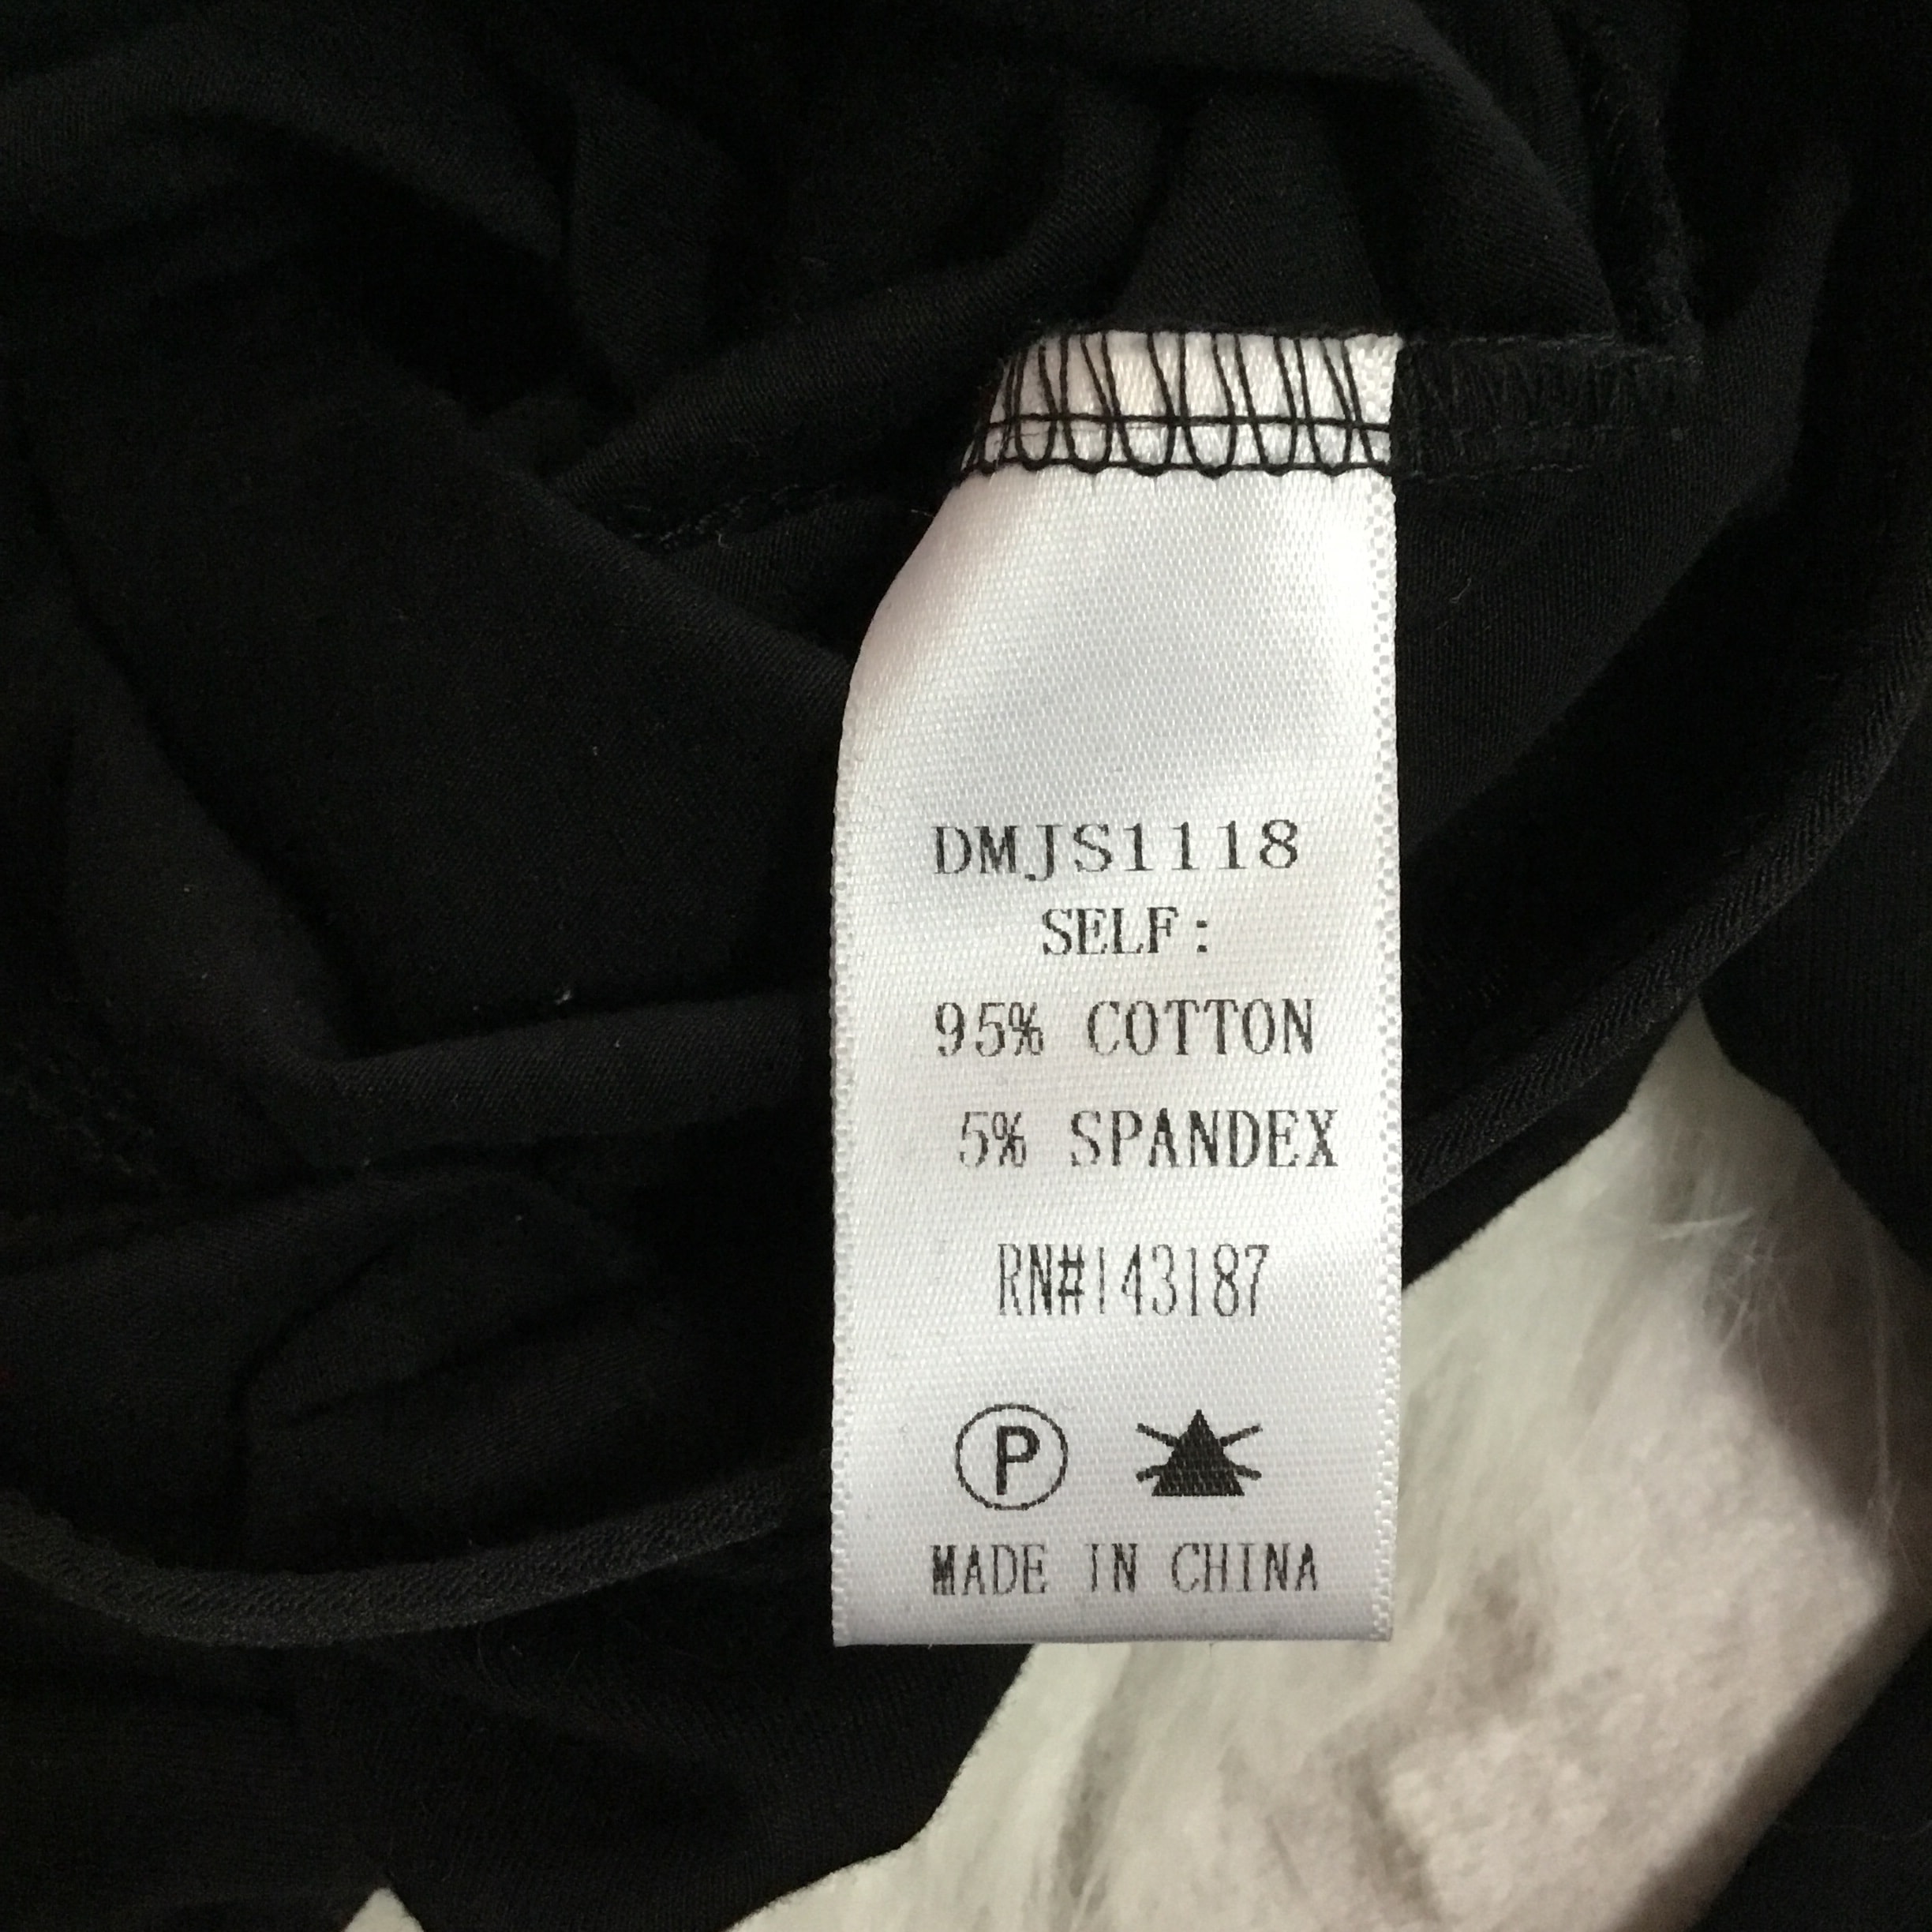 DMJS1118
SELF:
95% COTTON
5% SPANDEX
RN#143187
P
MADE IN CHINA